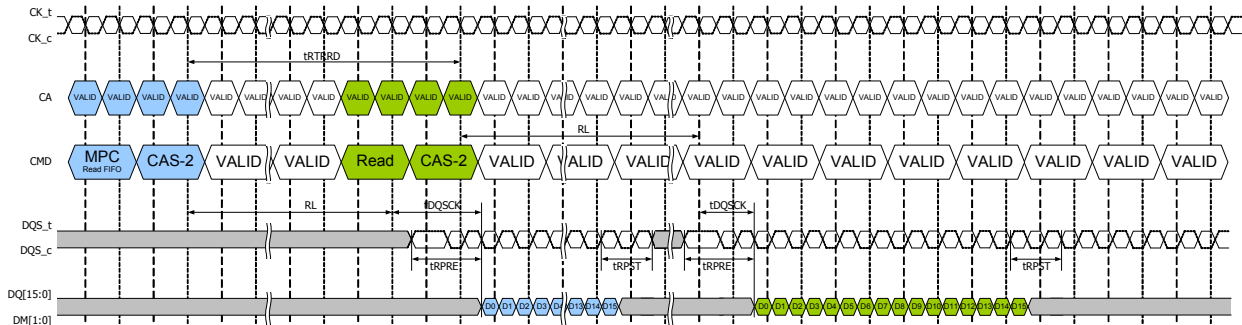 CK_t
CK_c
tRTRRD
CA VALID VALID VALID VALID VALID VALID VALID VALID VALID VALID VALID VALID VALID VALID VALID VALID VALID VALID VALID VALID VALID VALID VALID VALID VALID VALID VALID VALID VALID VALID VALID VALID VALID VALID
RL
CMD MPC Read FIFO CAS-2 VALID VALID Read CAS-2 VALID VALID VALID VALID VALID VALID VALID VALID VALID VALID VALID
RL tDQSCK tDQSCK
DQS_t
DQS_c
tRPRE tRPST tRPRE tRPST
DQ[15:0] D0 D1 D2 D3 D4 D13 D14 D15 D0 D1 D2 D3 D4 D5 D6 D7 D8 D9 D10 D11 D12 D13 D14 D15
DM[1:0]